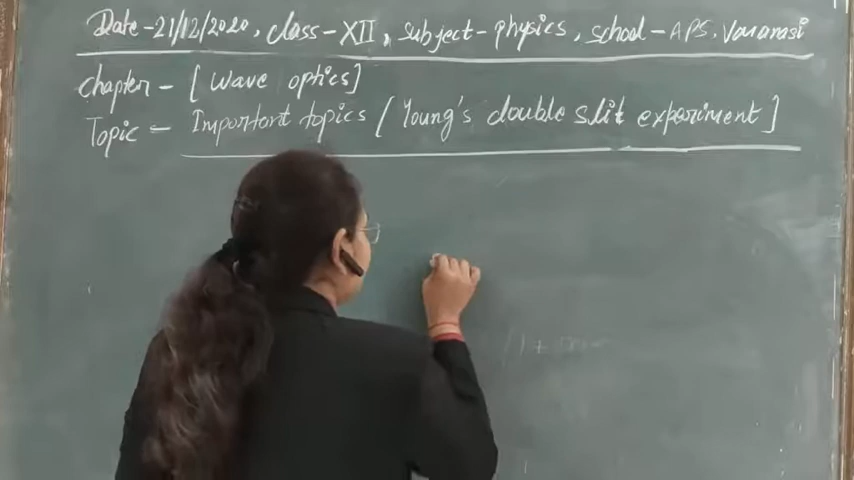 Date-21/12/2020, class-XII, subject-physics, school-APS, Varanasi
chapter - [wave optics]
Topic - Important topics [Young's double slit experiment]